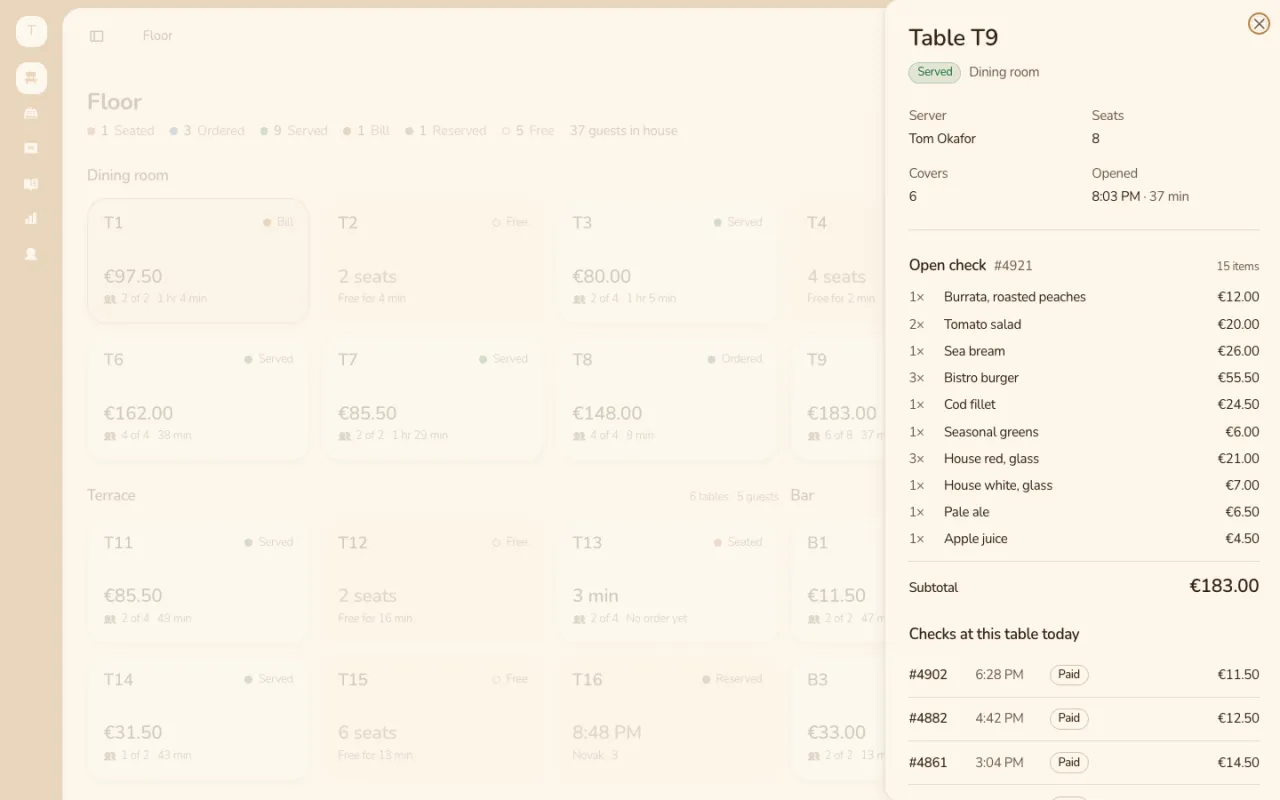 T
Floor
Floor
1 Seated 3 Ordered 9 Served 1 Bill 1 Reserved 5 Free 37 guests in house
Dining room
T1 Bill
€97.50
2 of 2 · 1 hr 4 min
T2 Free
2 seats
Free for 4 min
T3 Served
€80.00
2 of 4 · 1 hr 5 min
T4
4 seats
Free for 2 min
T6 Served
€162.00
4 of 4 · 38 min
T7 Served
€85.50
2 of 2 · 1 hr 29 min
T8 Ordered
€148.00
4 of 4 · 9 min
T9
€183.00
6 of 8 · 37 m
Terrace 6 tables · 5 guests
T11 Served
€85.50
2 of 4 · 49 min
T12 Free
2 seats
Free for 16 min
T13 Seated
3 min
2 of 4 · No order yet
T14 Served
€31.50
1 of 2 · 43 min
T15 Free
6 seats
Free for 13 min
T16 Reserved
8:48 PM
Novak · 3
Bar
B1
€11.50
2 of 2 · 47 m
B3
€33.00
2 of 2 · 13 m
Table T9
Served Dining room
Server
Tom Okafor
Seats
8
Covers
6
Opened
8:03 PM · 37 min
Open check #4921 15 items
1× Burrata, roasted peaches €12.00
2× Tomato salad €20.00
1× Sea bream €26.00
3× Bistro burger €55.50
1× Cod fillet €24.50
1× Seasonal greens €6.00
3× House red, glass €21.00
1× House white, glass €7.00
1× Pale ale €6.50
1× Apple juice €4.50
Subtotal €183.00
Checks at this table today
#4902 6:28 PM Paid €11.50
#4882 4:42 PM Paid €12.50
#4861 3:04 PM Paid €14.50